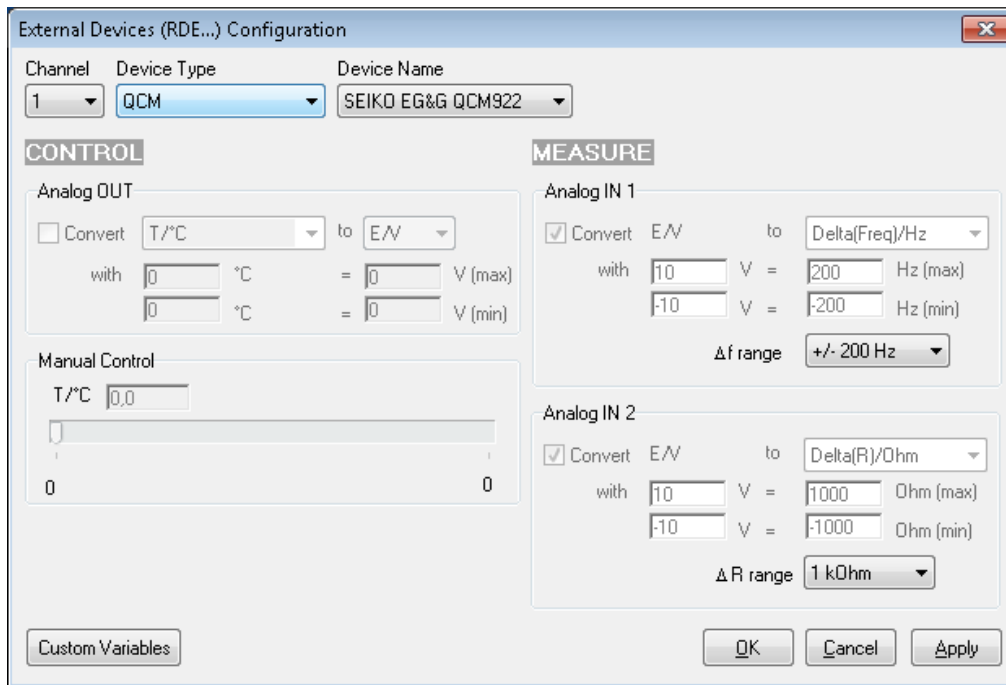 External Devices (RDE...) Configuration
Channel Device Type Device Name
1 QCM SEIKO EG&G QCM922
CONTROL
Analog OUT
Convert T/°C to E/V
with 0 °C = 0 V (max)
0 °C = 0 V (min)
Manual Control
T/°C 0,0
0 0
MEASURE
Analog IN 1
Convert E/V to Delta(Freq)/Hz
with 10 V = 200 Hz (max)
-10 V = -200 Hz (min)
Δf range +/- 200 Hz
Analog IN 2
Convert E/V to Delta(R)/Ohm
with 10 V = 1000 Ohm (max)
-10 V = -1000 Ohm (min)
ΔR range 1 kOhm
Custom Variables OK Cancel Apply